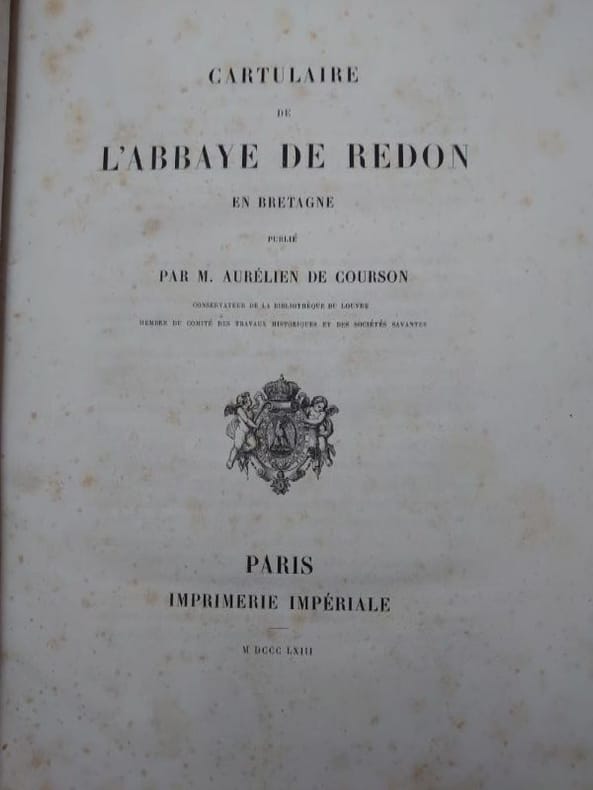 CARTULAIRE
DE
L'ABBAYE DE REDON
EN BRETAGNE
PUBLIÉ
PAR M. AURÉLIEN DE COURSON
CONSERVATEUR DE LA BIBLIOTHÈQUE DU LOUVRE
MEMBRE DU COMITÉ DES TRAVAUX HISTORIQUES ET DES SOCIÉTÉS SAVANTES
PARIS
IMPRIMERIE IMPÉRIALE
M DCCC LXIII